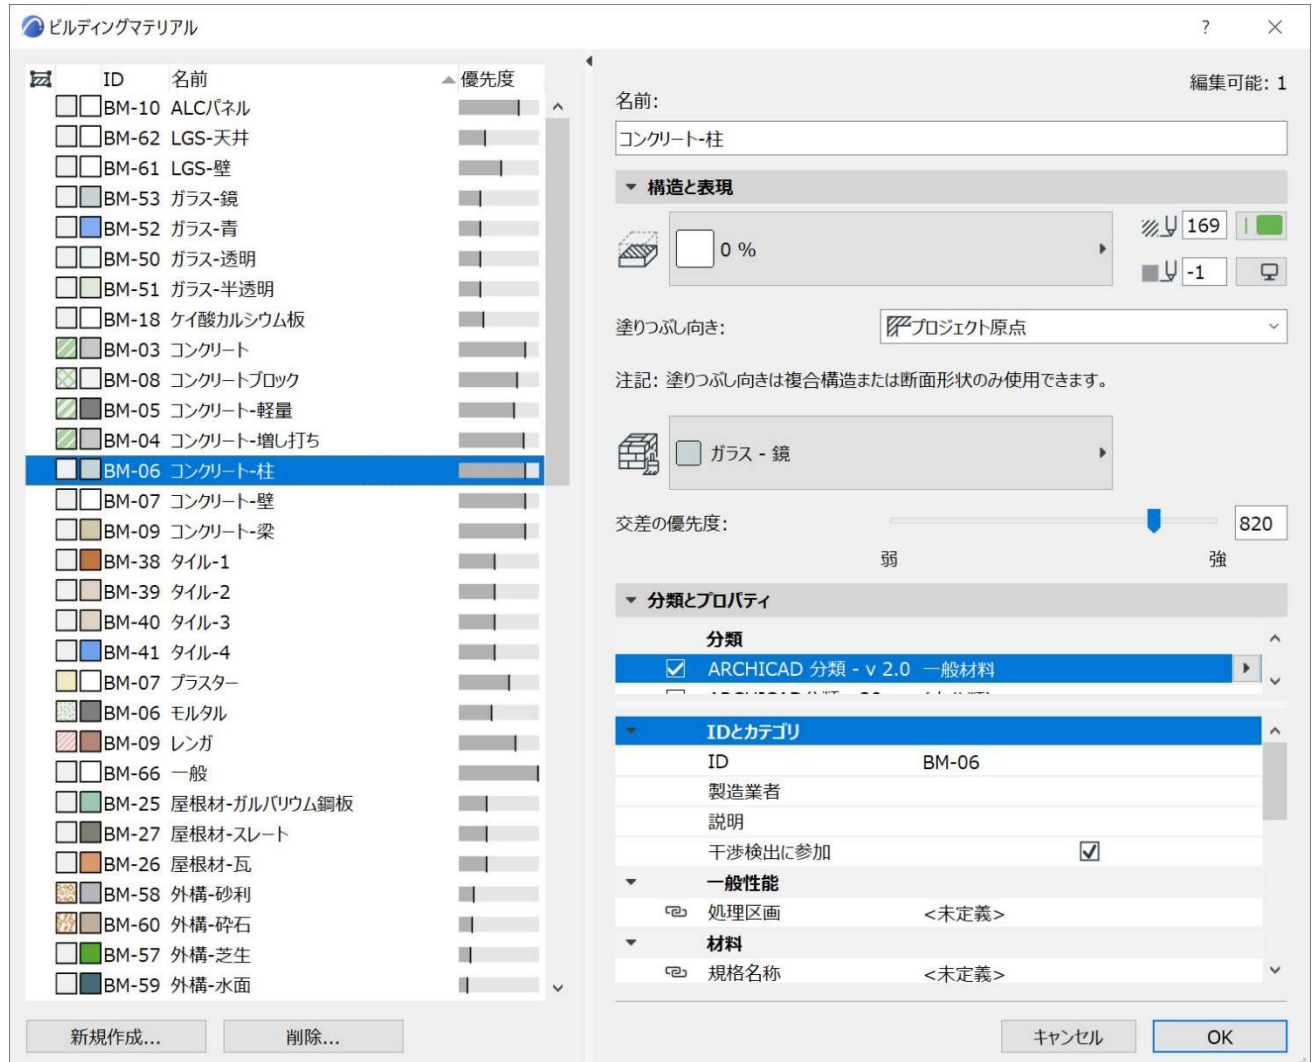 ビルディングマテリアル
ID 名前 優先度
BM-10 ALCパネル
BM-62 LGS-天井
BM-61 LGS-壁
BM-53 ガラス-鏡
BM-52 ガラス-青
BM-50 ガラス-透明
BM-51 ガラス-半透明
BM-18 ケイ酸カルシウム板
BM-03 コンクリート
BM-08 コンクリートブロック
BM-05 コンクリート-軽量
BM-04 コンクリート-増し打ち
BM-06 コンクリート-柱
BM-07 コンクリート-壁
BM-09 コンクリート-梁
BM-38 タイル-1
BM-39 タイル-2
BM-40 タイル-3
BM-41 タイル-4
BM-07 プラスター
BM-06 モルタル
BM-09 レンガ
BM-66 一般
BM-25 屋根材-ガルバリウム鋼板
BM-27 屋根材-スレート
BM-26 屋根材-瓦
BM-58 外構-砂利
BM-60 外構-砕石
BM-57 外構-芝生
BM-59 外構-水面
新規作成...
削除...
編集可能: 1
名前:
コンクリート-柱
構造と表現
0 %
169
-1
塗りつぶし向き:
プロジェクト原点
注記: 塗りつぶし向きは複合構造または断面形状のみ使用できます。
ガラス - 鏡
交差の優先度:
820
弱 強
分類とプロパティ
分類
ARCHICAD 分類 - v 2.0 一般材料
IDとカテゴリ
ID BM-06
製造業者
説明
干渉検出に参加
一般性能
処理区画 <未定義>
材料
規格名称 <未定義>
キャンセル
OK